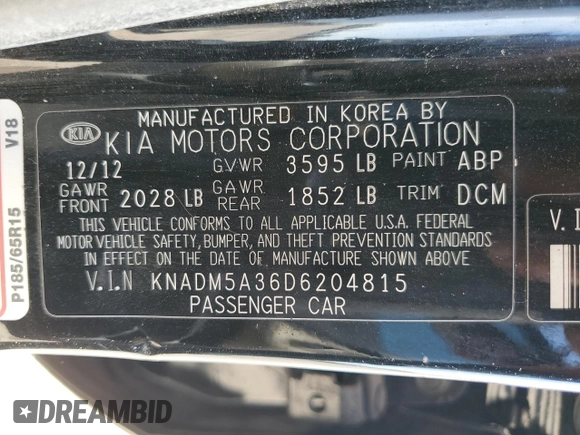 MANUFACTURED IN KOREA BY
KIA KIA MOTORS CORPORATION
12/12 G.VWR 3595 LB PAINT ABP
GAWR FRONT 2028 LB GAWR REAR 1852 LB TRIM DCM
THIS VEHICLE CONFORMS TO ALL APPLICABLE U.S.A. FEDERAL
MOTOR VEHICLE SAFETY, BUMPER, AND THEFT PREVENTION STANDARDS
IN EFFECT ON THE DATE OF MANUFACTURE SHOWN ABOVE
V.I.N KNADM5A36D6204815
PASSENGER CAR
P185/65R15 V18
V.I
DREAMBID